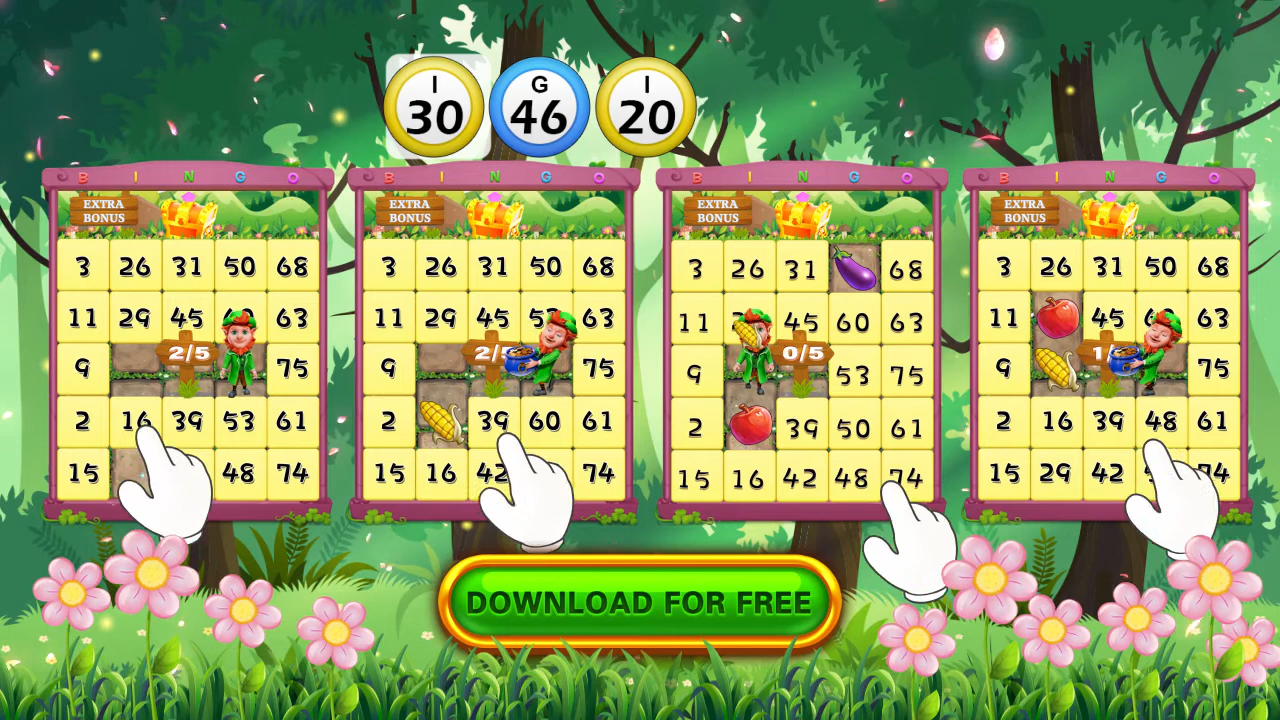 I G I
30 46 20
B I N G O B I N G O B I N G O B I N G O
EXTRA EXTRA EXTRA EXTRA
BONUS BONUS BONUS BONUS
3 26 31 50 68 3 26 31 50 68 3 26 31 68 3 26 31 50 68
11 29 45 63 11 29 45 63 11 45 60 63 11 45 63
2/5 0/5
9 75 9 75 9 53 75 9 75
2 16 39 53 61 2 39 60 61 2 39 50 61 2 16 39 48 61
15 48 74 15 16 42 74 15 16 42 48 74 15 29 42 74
DOWNLOAD FOR FREE